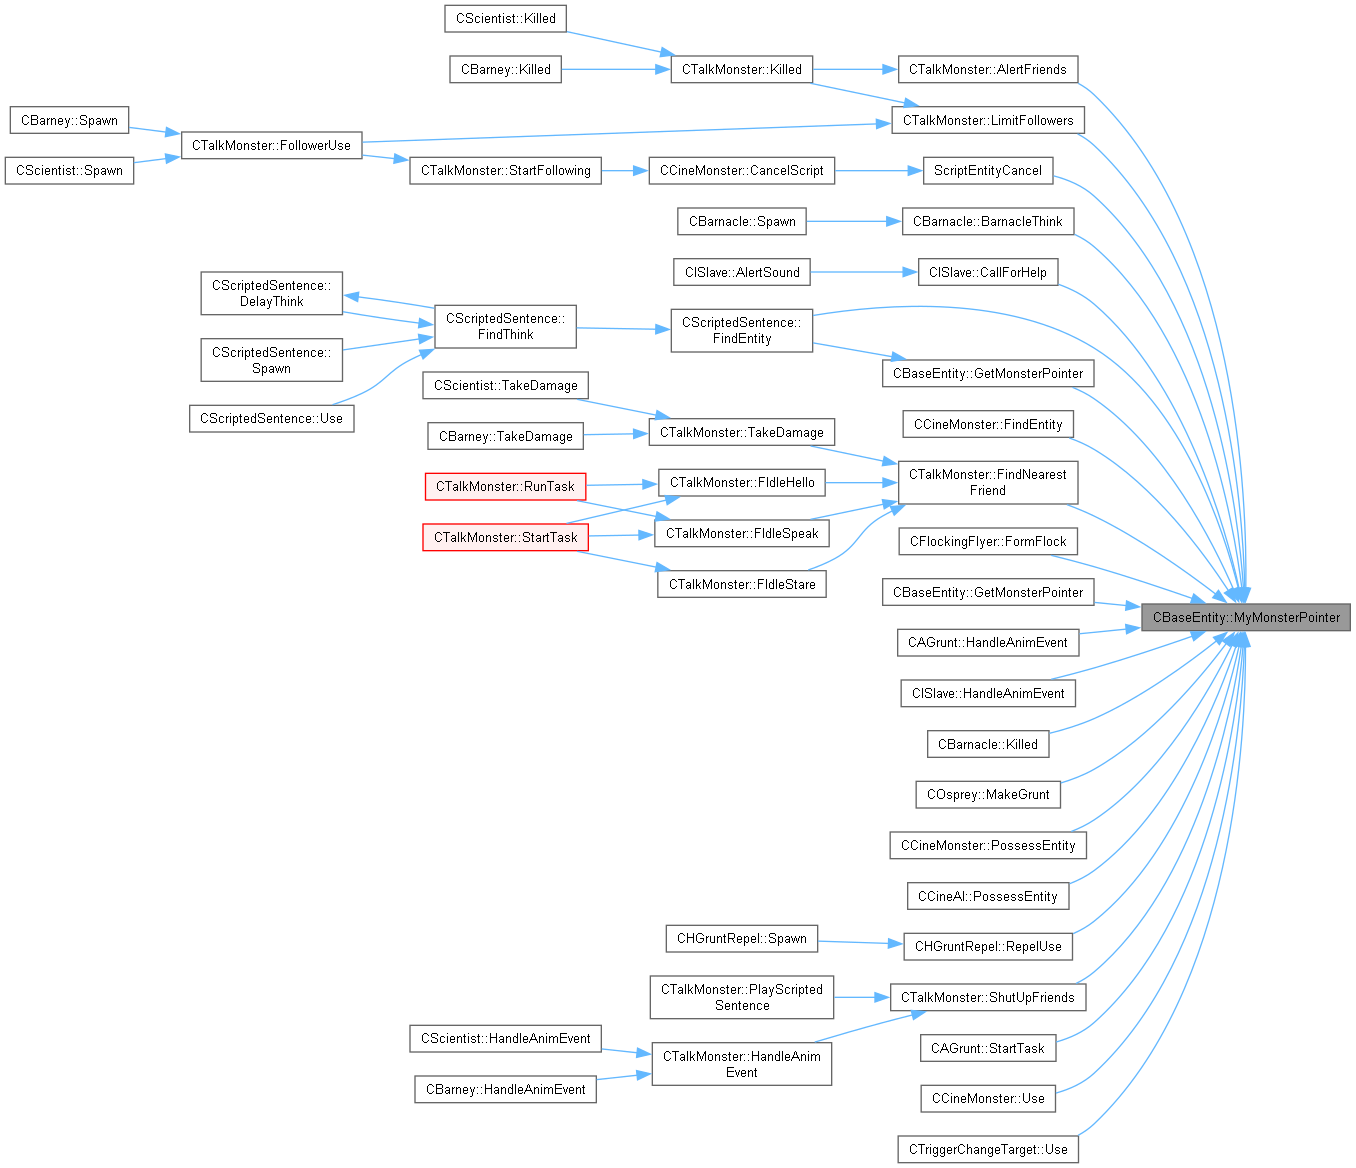 CScientist::Killed
CBarney::Killed
CTalkMonster::Killed
CTalkMonster::AlertFriends
CBarney::Spawn
CTalkMonster::LimitFollowers
CTalkMonster::FollowerUse
CScientist::Spawn
CTalkMonster::StartFollowing
CCineMonster::CancelScript
ScriptEntityCancel
CBarnacle::Spawn
CBarnacle::BarnacleThink
CISlave::AlertSound
CISlave::CallForHelp
CScriptedSentence::
DelayThink
CScriptedSentence::
FindThink
CScriptedSentence::
FindEntity
CScriptedSentence::
Spawn
CBaseEntity::GetMonsterPointer
CScientist::TakeDamage
CScriptedSentence::Use
CCineMonster::FindEntity
CBarney::TakeDamage
CTalkMonster::TakeDamage
CTalkMonster::RunTask
CTalkMonster::FIdleHello
CTalkMonster::FindNearest
Friend
CTalkMonster::StartTask
CTalkMonster::FIdleSpeak
CFlockingFlyer::FormFlock
CTalkMonster::FIdleStare
CBaseEntity::GetMonsterPointer
CBaseEntity::MyMonsterPointer
CAGrunt::HandleAnimEvent
CISlave::HandleAnimEvent
CBarnacle::Killed
COsprey::MakeGrunt
CCineMonster::PossessEntity
CCineAI::PossessEntity
CHGruntRepel::Spawn
CHGruntRepel::RepelUse
CTalkMonster::PlayScripted
Sentence
CTalkMonster::ShutUpFriends
CScientist::HandleAnimEvent
CTalkMonster::HandleAnim
Event
CAGrunt::StartTask
CBarney::HandleAnimEvent
CCineMonster::Use
CTriggerChangeTarget::Use